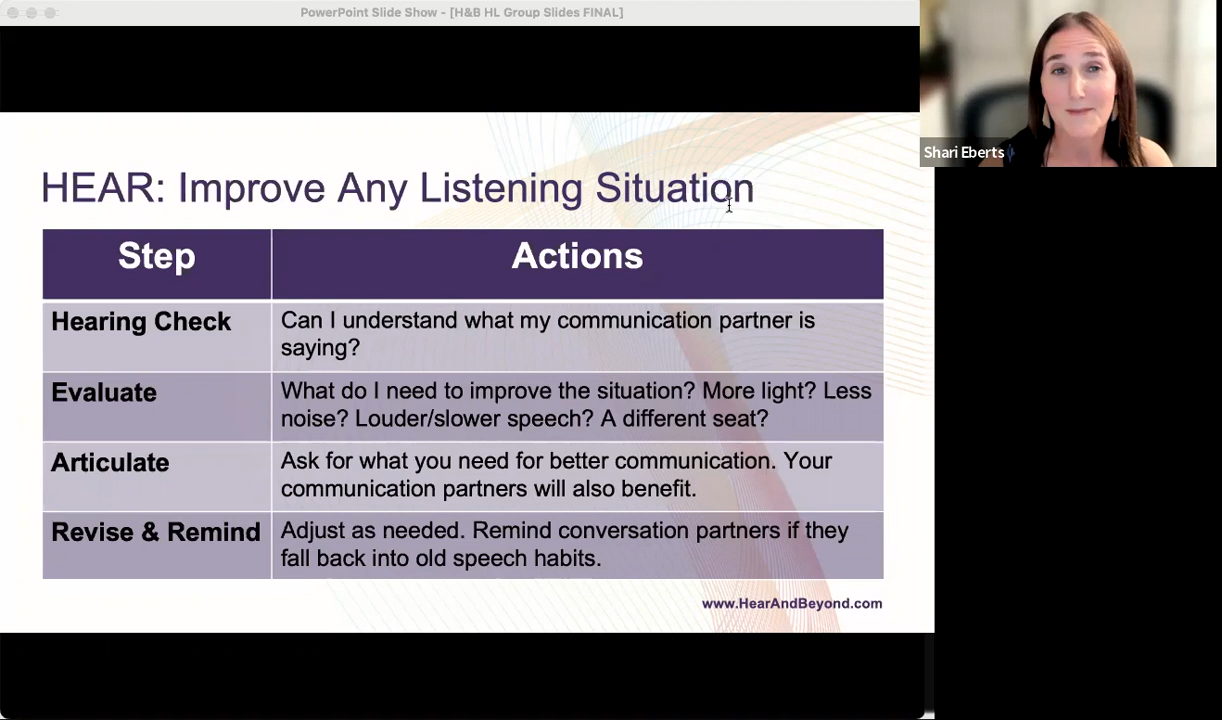 PowerPoint Slide Show - [H&B HL Group Slides FINAL]
Shari Eberts
HEAR: Improve Any Listening Situation
Step
Actions
Hearing Check
Can I understand what my communication partner is
saying?
Evaluate
What do I need to improve the situation? More light? Less
noise? Louder/slower speech? A different seat?
Articulate
Ask for what you need for better communication. Your
communication partners will also benefit.
Revise & Remind
Adjust as needed. Remind conversation partners if they
fall back into old speech habits.
www.HearAndBeyond.com